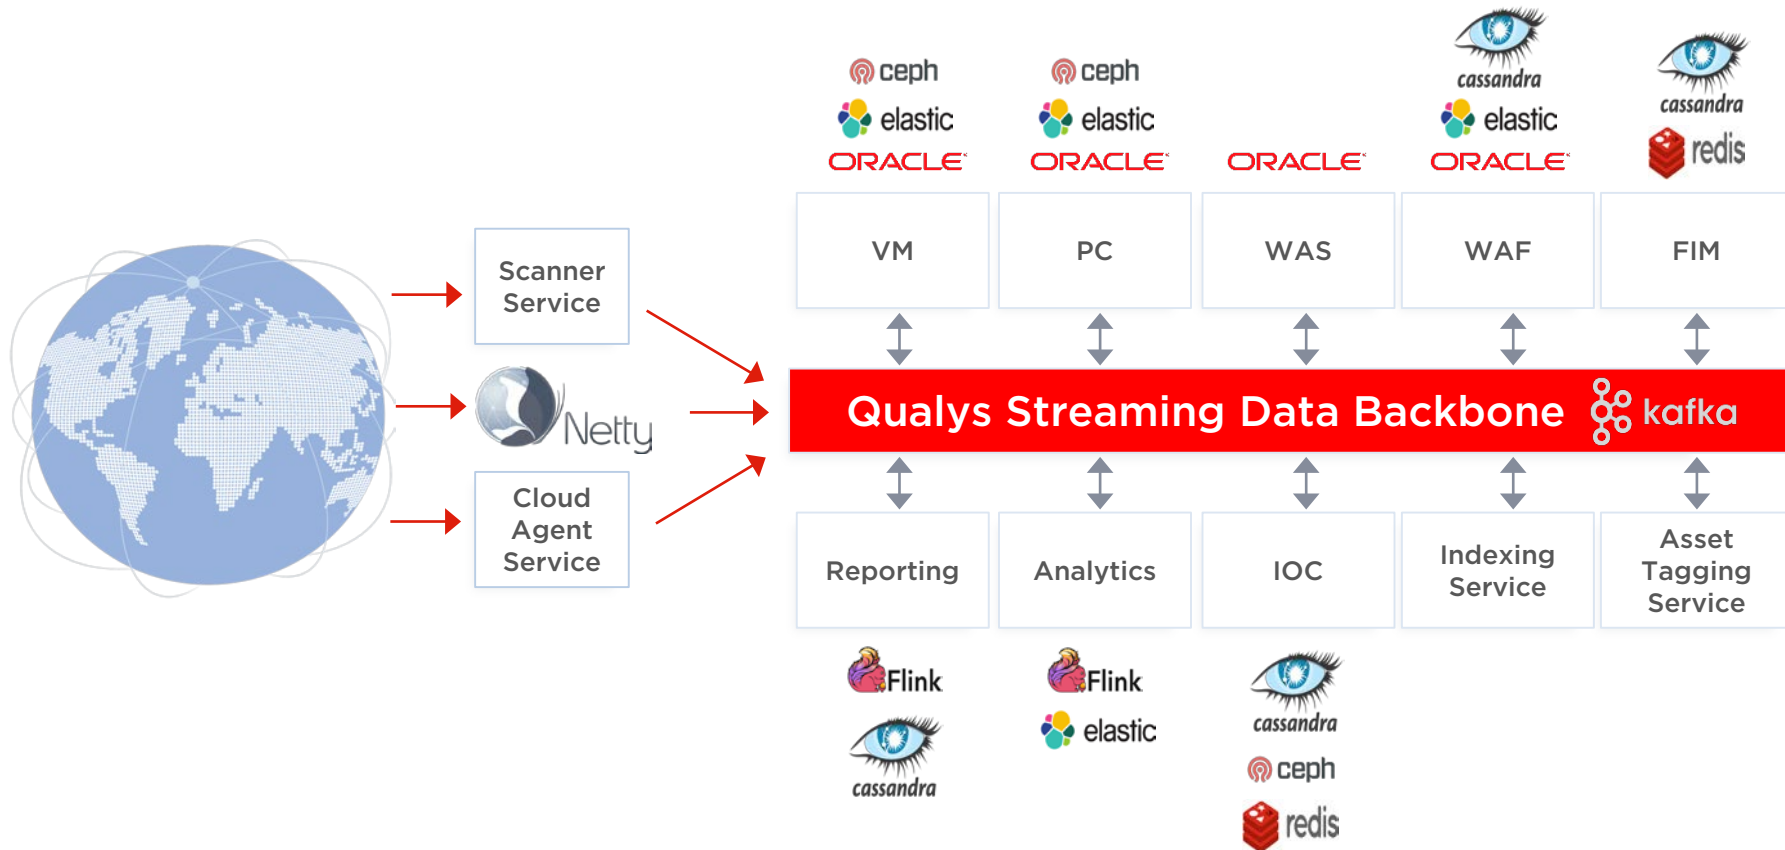 ceph
elastic
ORACLE
ceph
elastic
ORACLE
ORACLE
cassandra
elastic
ORACLE
cassandra
redis
VM
PC
WAS
WAF
FIM
Scanner
Service
Netty
Cloud
Agent
Service
Qualys Streaming Data Backbone kafka
Reporting
Analytics
IOC
Indexing
Service
Asset
Tagging
Service
Flink
cassandra
Flink
elastic
cassandra
ceph
redis